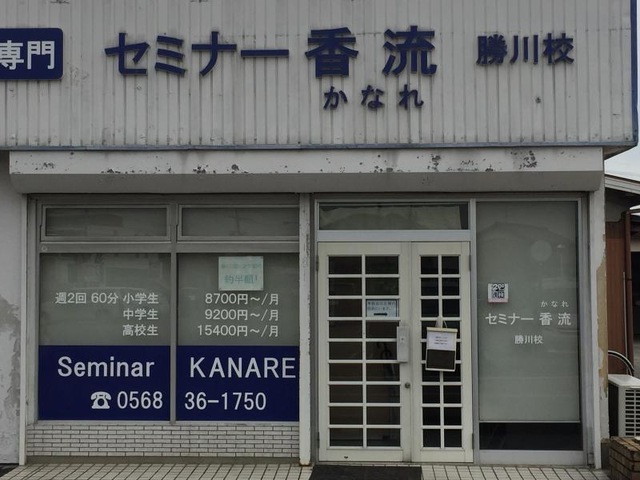 専門
セミナー香流 勝川校
かなれ
約半額!
週2回 60分 小学生 8700円~/月
中学生 9200円~/月
高校生 15400円~/月
Seminar KANARE
☎0568 36-1750
かなれ
セミナー香流
勝川校